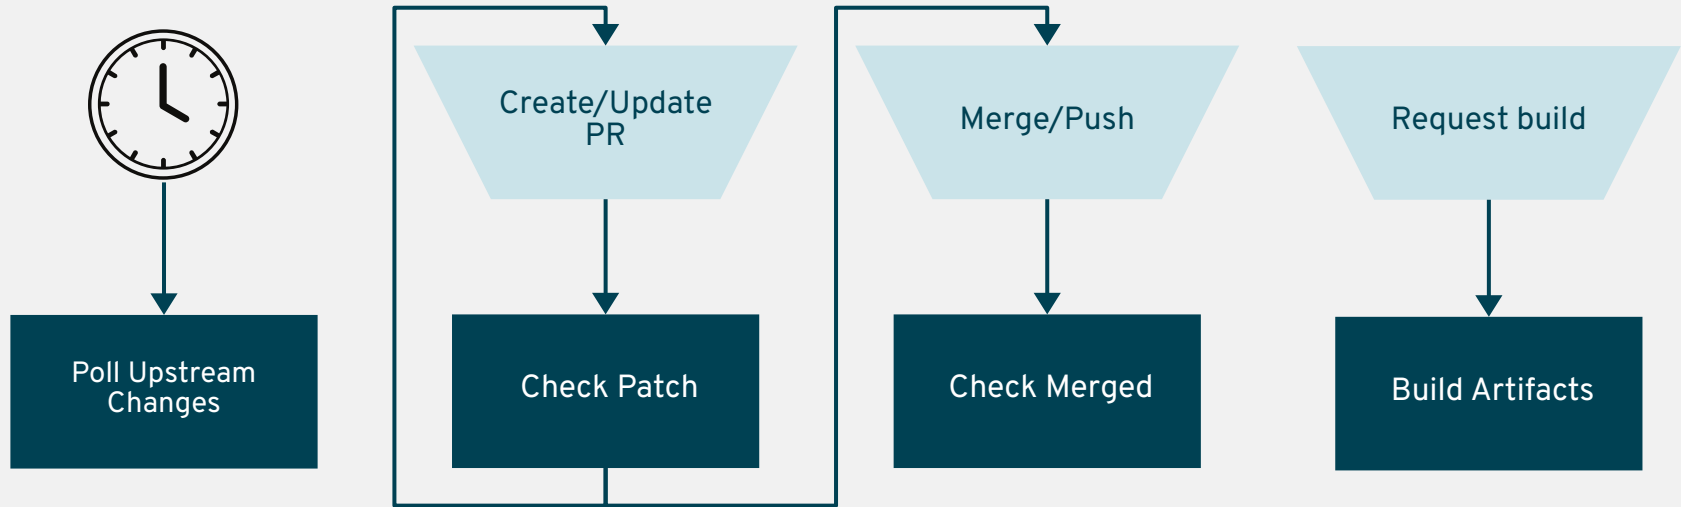 Create/Update
PR
Merge/Push
Request build
Poll Upstream
Changes
Check Patch
Check Merged
Build Artifacts